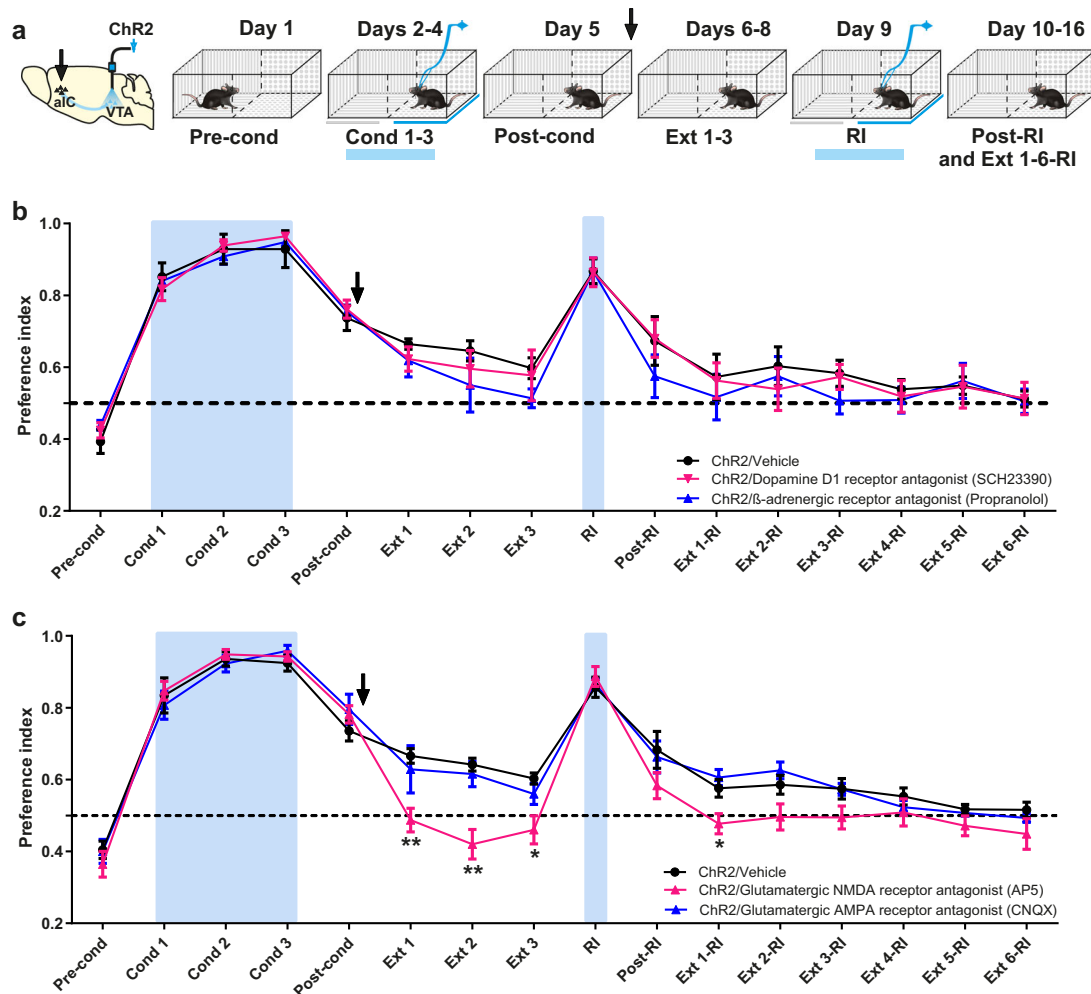 a
ChR2
aIC
VTA
Day 1
Days 2-4
Day 5
Days 6-8
Day 9
Day 10-16
Pre-cond
Cond 1-3
Post-cond
Ext 1-3
RI
Post-RI
and Ext 1-6-RI
b
Preference index
1.0
0.8
0.6
0.4
0.2
ChR2/Vehicle
ChR2/Dopamine D1 receptor antagonist (SCH23390)
ChR2/ß-adrenergic receptor antagonist (Propranolol)
Pre-cond
Cond 1
Cond 2
Cond 3
Post-cond
Ext 1
Ext 2
Ext 3
RI
Post-RI
Ext 1-RI
Ext 2-RI
Ext 3-RI
Ext 4-RI
Ext 5-RI
Ext 6-RI
c
Preference index
1.0
0.8
0.6
0.4
0.2
**
**
*
*
ChR2/Vehicle
ChR2/Glutamatergic NMDA receptor antagonist (AP5)
ChR2/Glutamatergic AMPA receptor antagonist (CNQX)
Pre-cond
Cond 1
Cond 2
Cond 3
Post-cond
Ext 1
Ext 2
Ext 3
RI
Post-RI
Ext 1-RI
Ext 2-RI
Ext 3-RI
Ext 4-RI
Ext 5-RI
Ext 6-RI